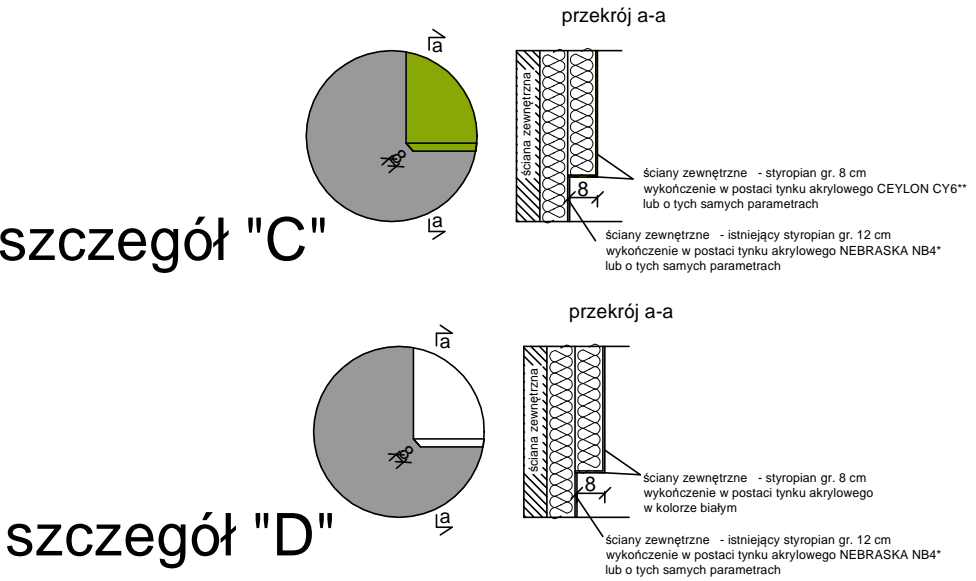 przekrój a-a
a
ściana zewnętrzna
ściany zewnętrzne - styropian gr. 8 cm
wykończenie w postaci tynku akrylowego CEYLON CY6**
lub o tych samych parametrach
8
8
a
szczegół "C"
ściany zewnętrzne - istniejący styropian gr. 12 cm
wykończenie w postaci tynku akrylowego NEBRASKA NB4*
lub o tych samych parametrach
przekrój a-a
a
ściana zewnętrzna
8
ściany zewnętrzne - styropian gr. 8 cm
wykończenie w postaci tynku akrylowego
w kolorze białym
8
a
szczegół "D"
ściany zewnętrzne - istniejący styropian gr. 12 cm
wykończenie w postaci tynku akrylowego NEBRASKA NB4*
lub o tych samych parametrach